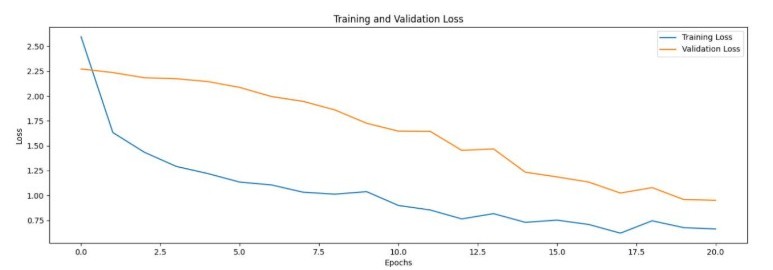 Training and Validation Loss
Training Loss
Validation Loss
2.50
2.25
2.00
1.75
1.50
1.25
1.00
0.75
Loss
0.0 2.5 5.0 7.5 10.0 12.5 15.0 17.5 20.0
Epochs